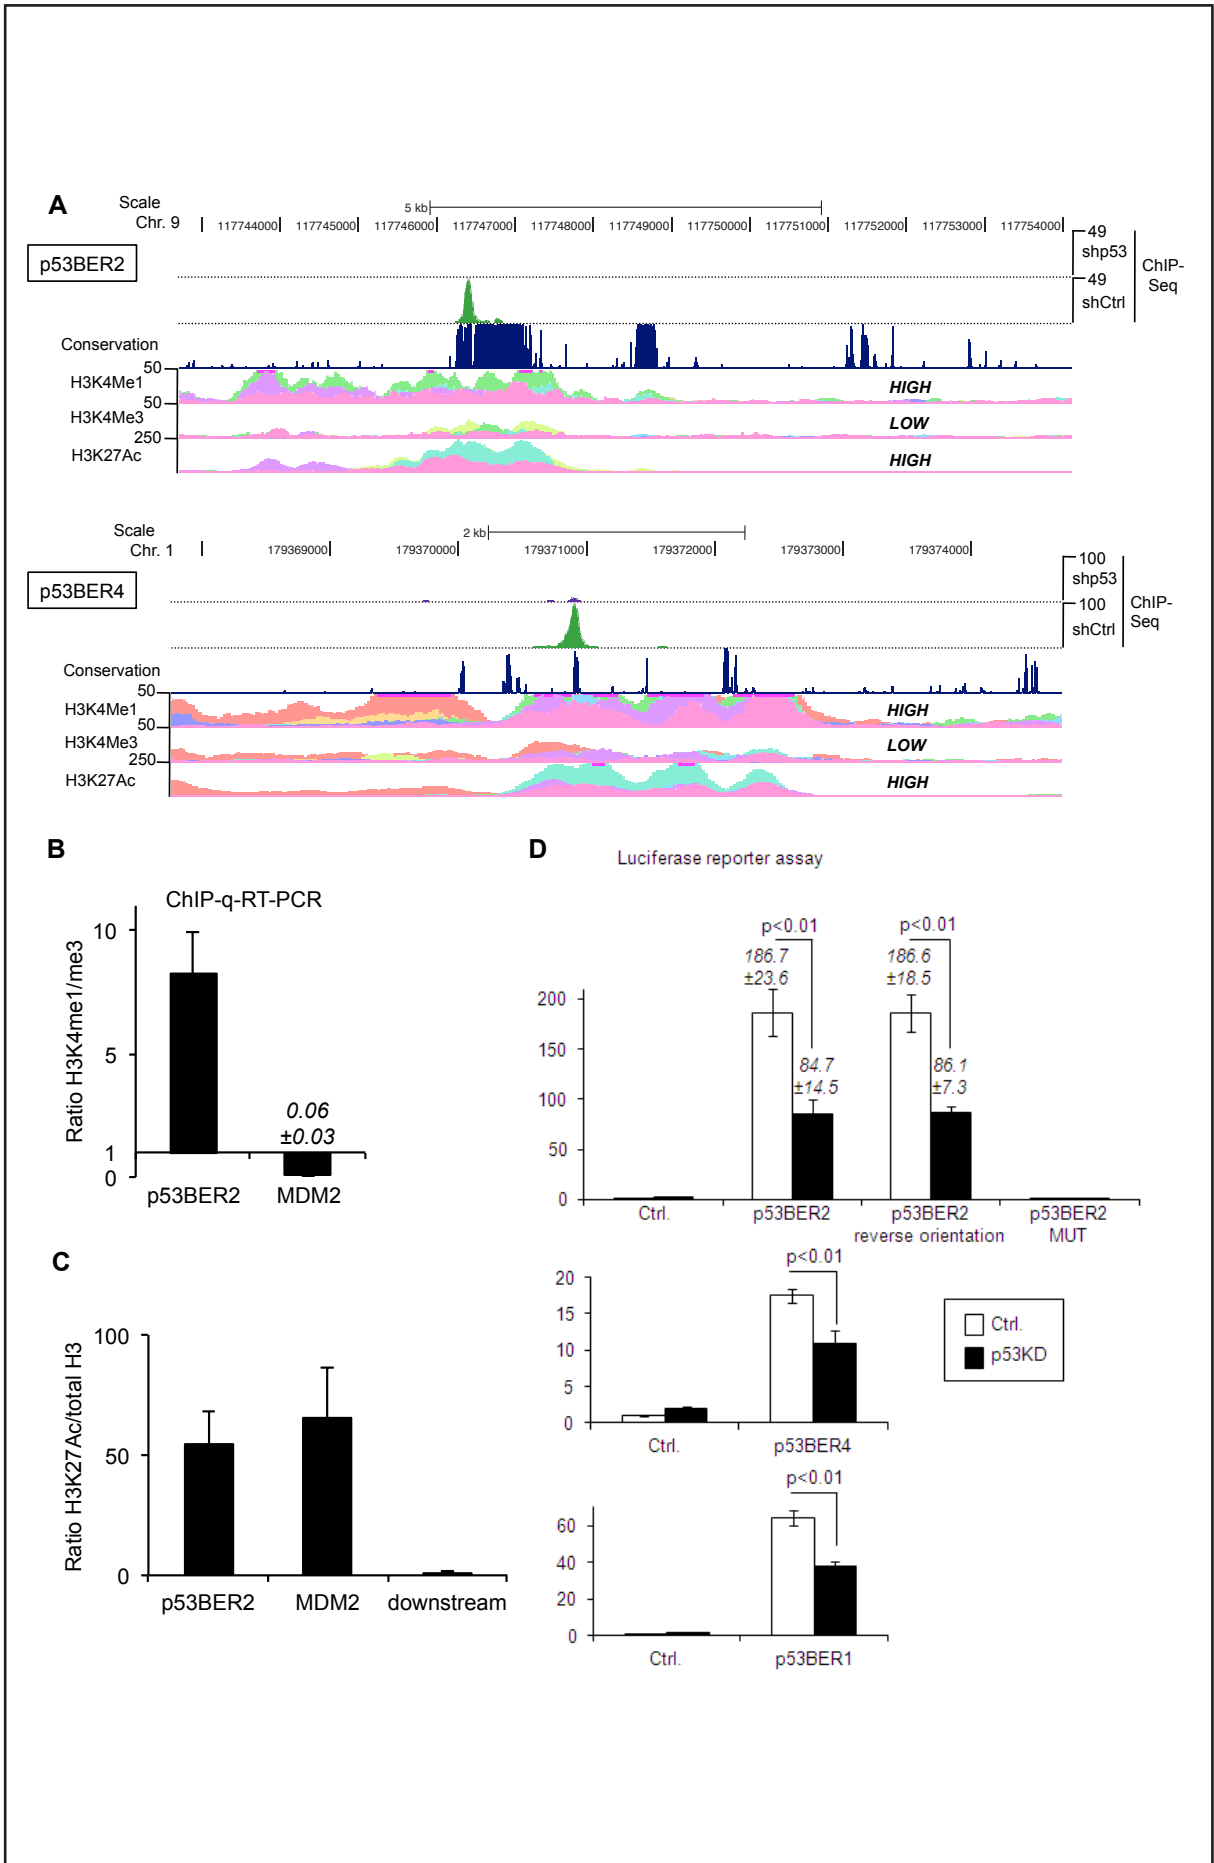 A
Scale
5 kb
Chr. 9
117744000 117745000 117746000 117747000 117748000 117749000 117750000 117751000 117752000 117753000 117754000
p53BER2
49
shp53
49
shCtrl
ChIP-
Seq
Conservation
50
H3K4Me1
HIGH
50
H3K4Me3
LOW
250
H3K27Ac
HIGH
Scale
2 kb
Chr. 1
179369000 179370000 179371000 179372000 179373000 179374000
p53BER4
100
shp53
100
shCtrl
ChIP-
Seq
Conservation
50
H3K4Me1
HIGH
50
H3K4Me3
LOW
250
H3K27Ac
HIGH
B
ChIP-q-RT-PCR
Ratio H3K4me1/me3
10
5
1
0
0.06
±0.03
p53BER2 MDM2
C
Ratio H3K27Ac/total H3
100
50
0
p53BER2 MDM2 downstream
D
Luciferase reporter assay
p<0.01 p<0.01
186.7
±23.6
186.6
±18.5
84.7
±14.5
86.1
±7.3
200
150
100
50
0
Ctrl. p53BER2 p53BER2
reverse orientation
p53BER2
MUT
p<0.01
20
15
10
5
0
Ctrl. p53BER4
Ctrl.
p53KD
p<0.01
60
40
20
0
Ctrl. p53BER1